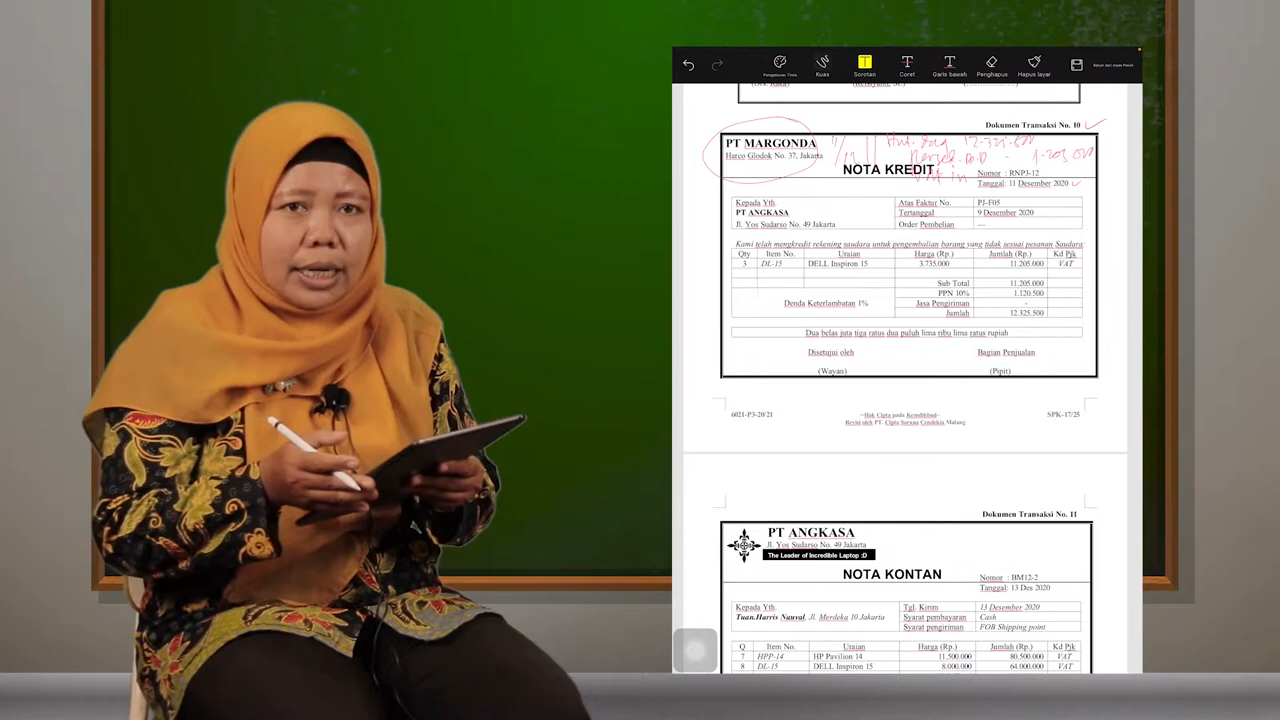 Pengaturan Tinta
Kuas
Sorotan
Coret
Garis bawah
Penghapus
Hapus layar
Dokumen Transaksi No. 10
PT MARGONDA
Harco Glodok No. 37, Jakarta
NOTA KREDIT
Nomor : RNP3-12
Tanggal: 11 Desember 2020
Kepada Yth. Atas Faktur No. PJ-F05
PT ANGKASA Tertanggal 9 Desember 2020
Jl. Yos Sudarso No. 49 Jakarta Order Pembelian ---
Kami telah mengkredit rekening saudara untuk pengembalian barang yang tidak sesuai pesanan Saudara:
Qty Item No. Uraian Harga (Rp.) Jumlah (Rp.) Kd Pjk
3 DL-15 DELL Inspiron 15 3.735.000 11.205.000 VAT
Sub Total 11.205.000
PPN 10% 1.120.500
Denda Keterlambatan 1% Jasa Pengiriman -
Jumlah 12.325.500
Dua belas juta tiga ratus dua puluh lima ribu lima ratus rupiah
Disetujui oleh Bagian Penjualan
(Wayan) (Pipit)
6021-P3-20/21 ~Hak Cipta pada Kemdikbud~ SPK-17/25
Revisi oleh PT. Cipta Sarana Cendekia Malang
Dokumen Transaksi No. 11
PT ANGKASA
Jl. Yos Sudarso No. 49 Jakarta
The Leader of Incredible Laptop :D
NOTA KONTAN
Nomor : BM12-2
Tanggal: 13 Des 2020
Kepada Yth. Tgl. Kirim 13 Desember 2020
Tuan.Harris Nauval, Jl. Merdeka 10 Jakarta Syarat pembayaran Cash
Syarat pengiriman FOB Shipping point
Q Item No. Uraian Harga (Rp.) Jumlah (Rp.) Kd Pjk
7 HPP-14 HP Pavilion 14 11.500.000 80.500.000 VAT
8 DL-15 DELL Inspiron 15 8.000.000 64.000.000 VAT